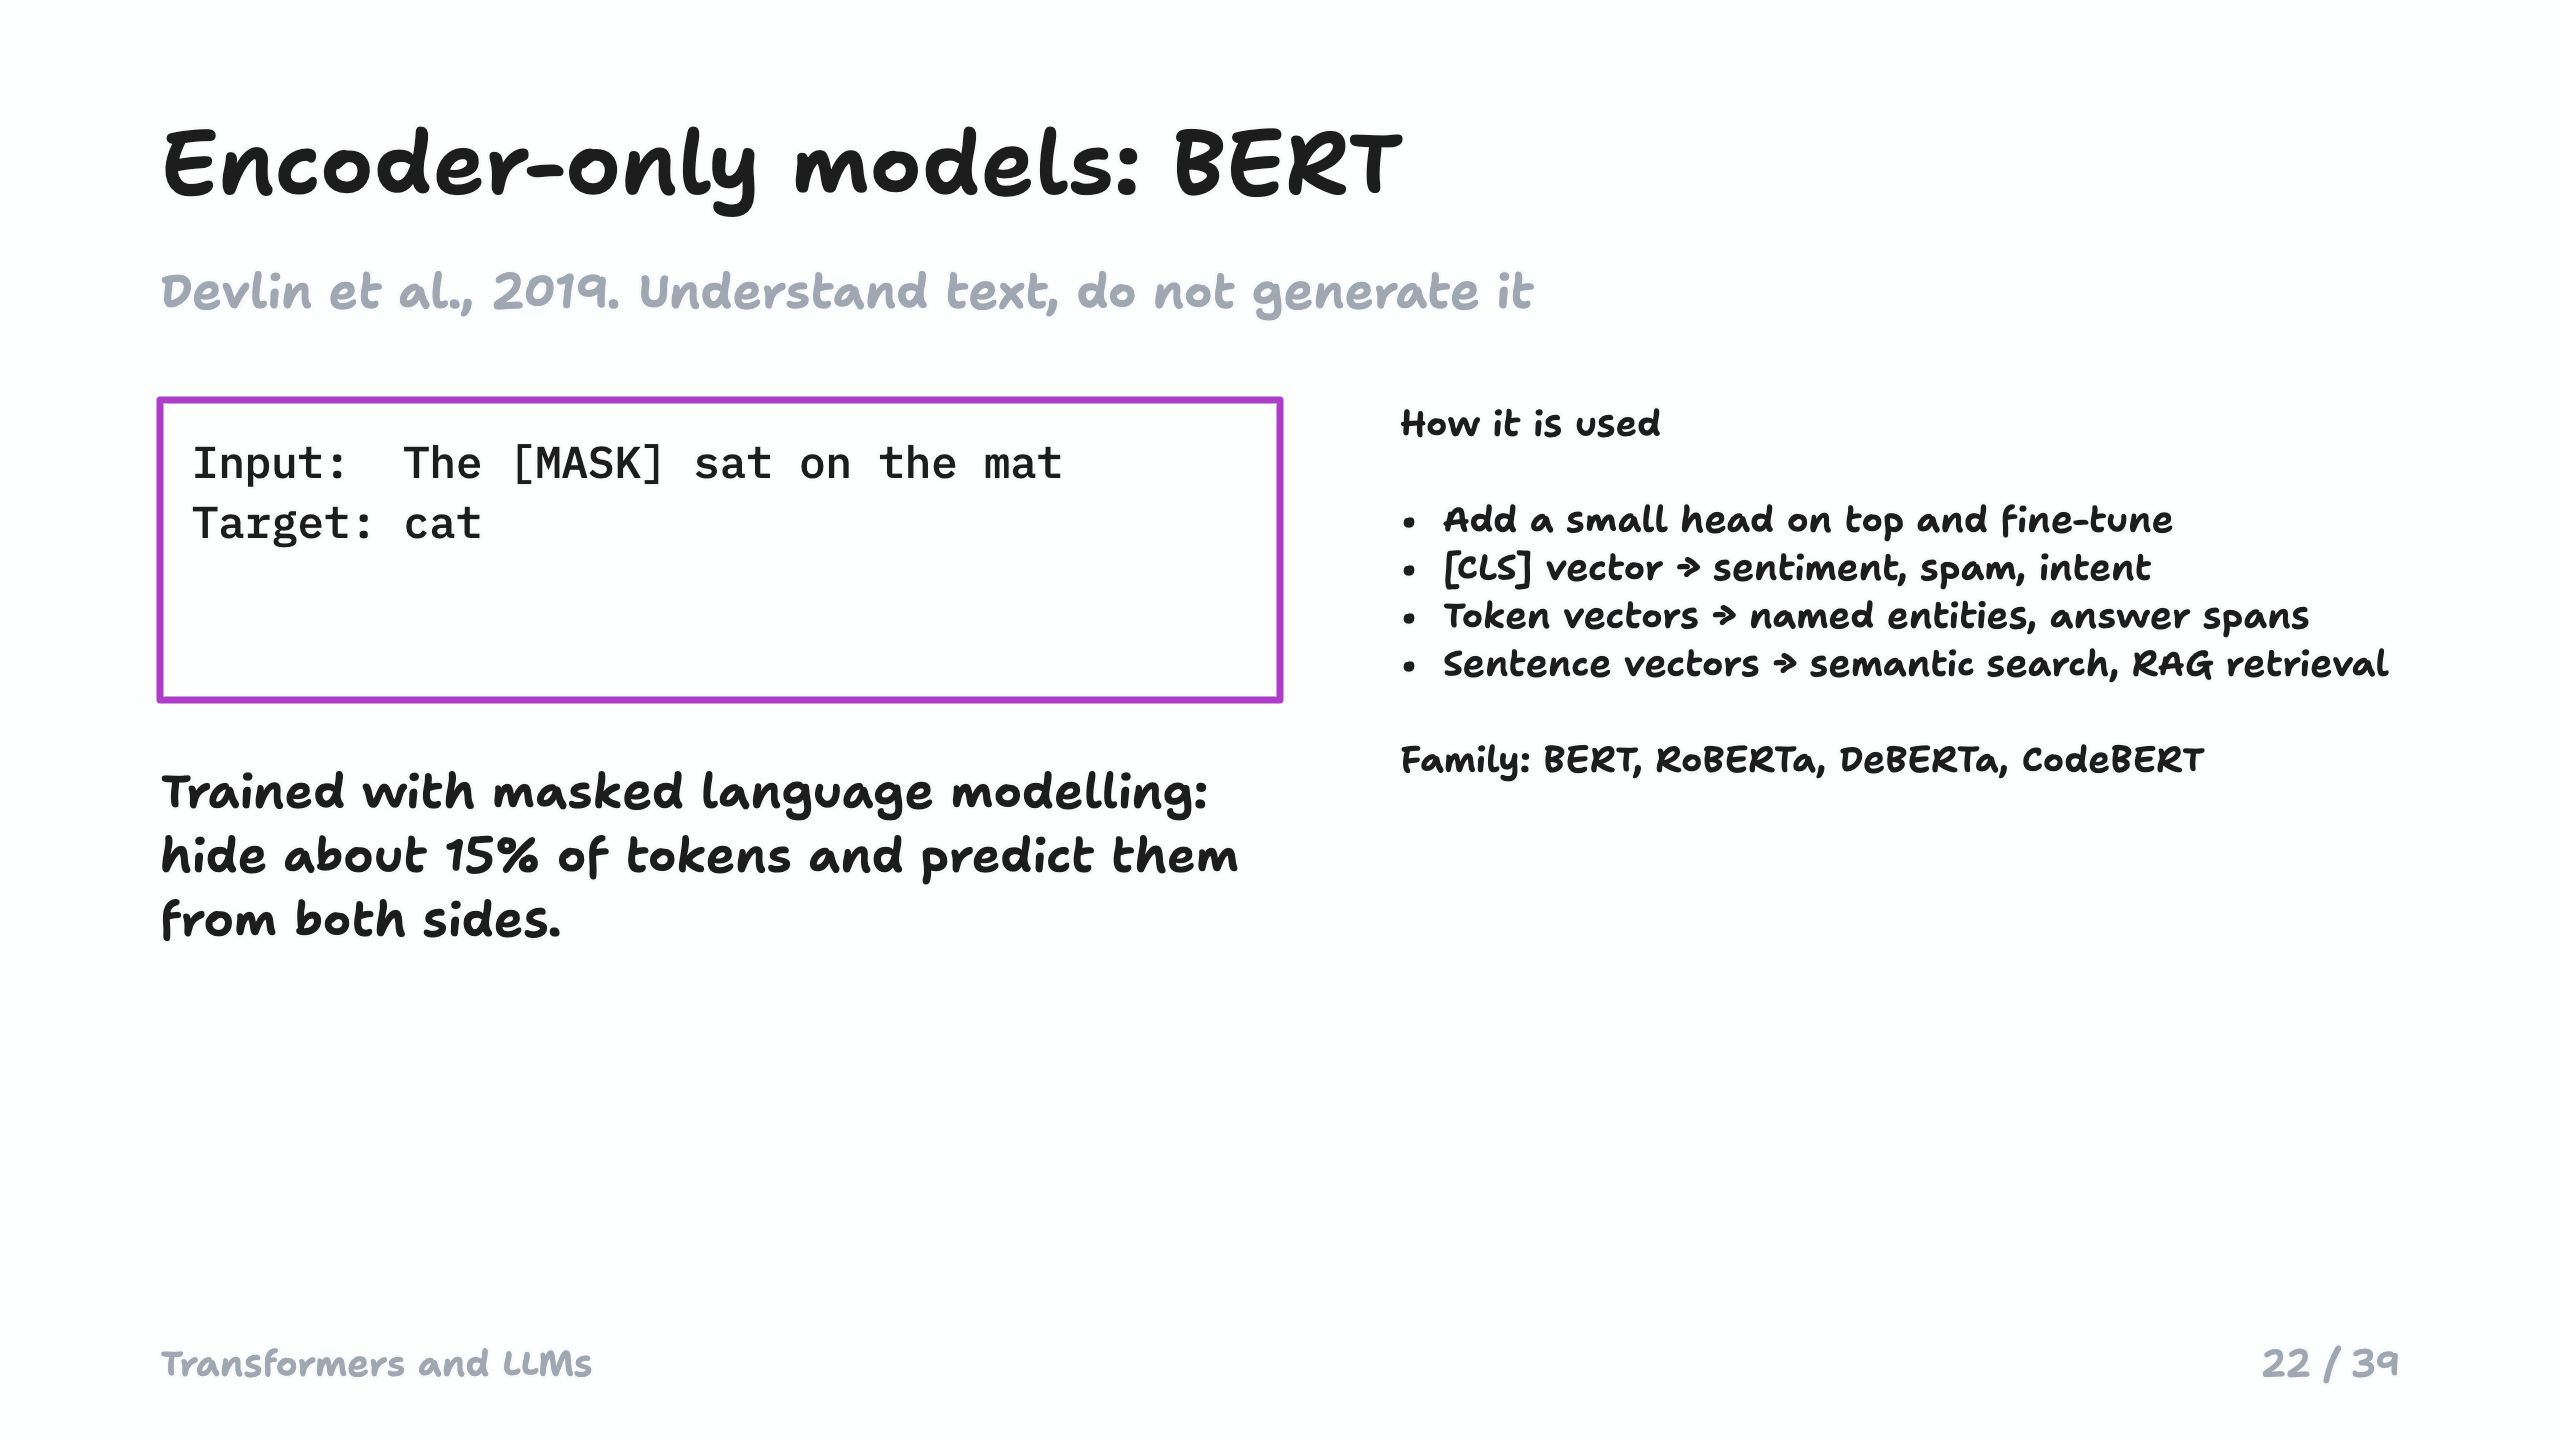 Encoder-only models: BERT
Devlin et al., 2019. Understand text, do not generate it
Input:  The [MASK] sat on the mat
Target: cat
Trained with masked language modelling:
hide about 15% of tokens and predict them
from both sides.
How it is used
• Add a small head on top and fine-tune
• [CLS] vector → sentiment, spam, intent
• Token vectors → named entities, answer spans
• Sentence vectors → semantic search, RAG retrieval
Family: BERT, RoBERTa, DeBERTa, CodeBERT
Transformers and LLMs
22 / 39